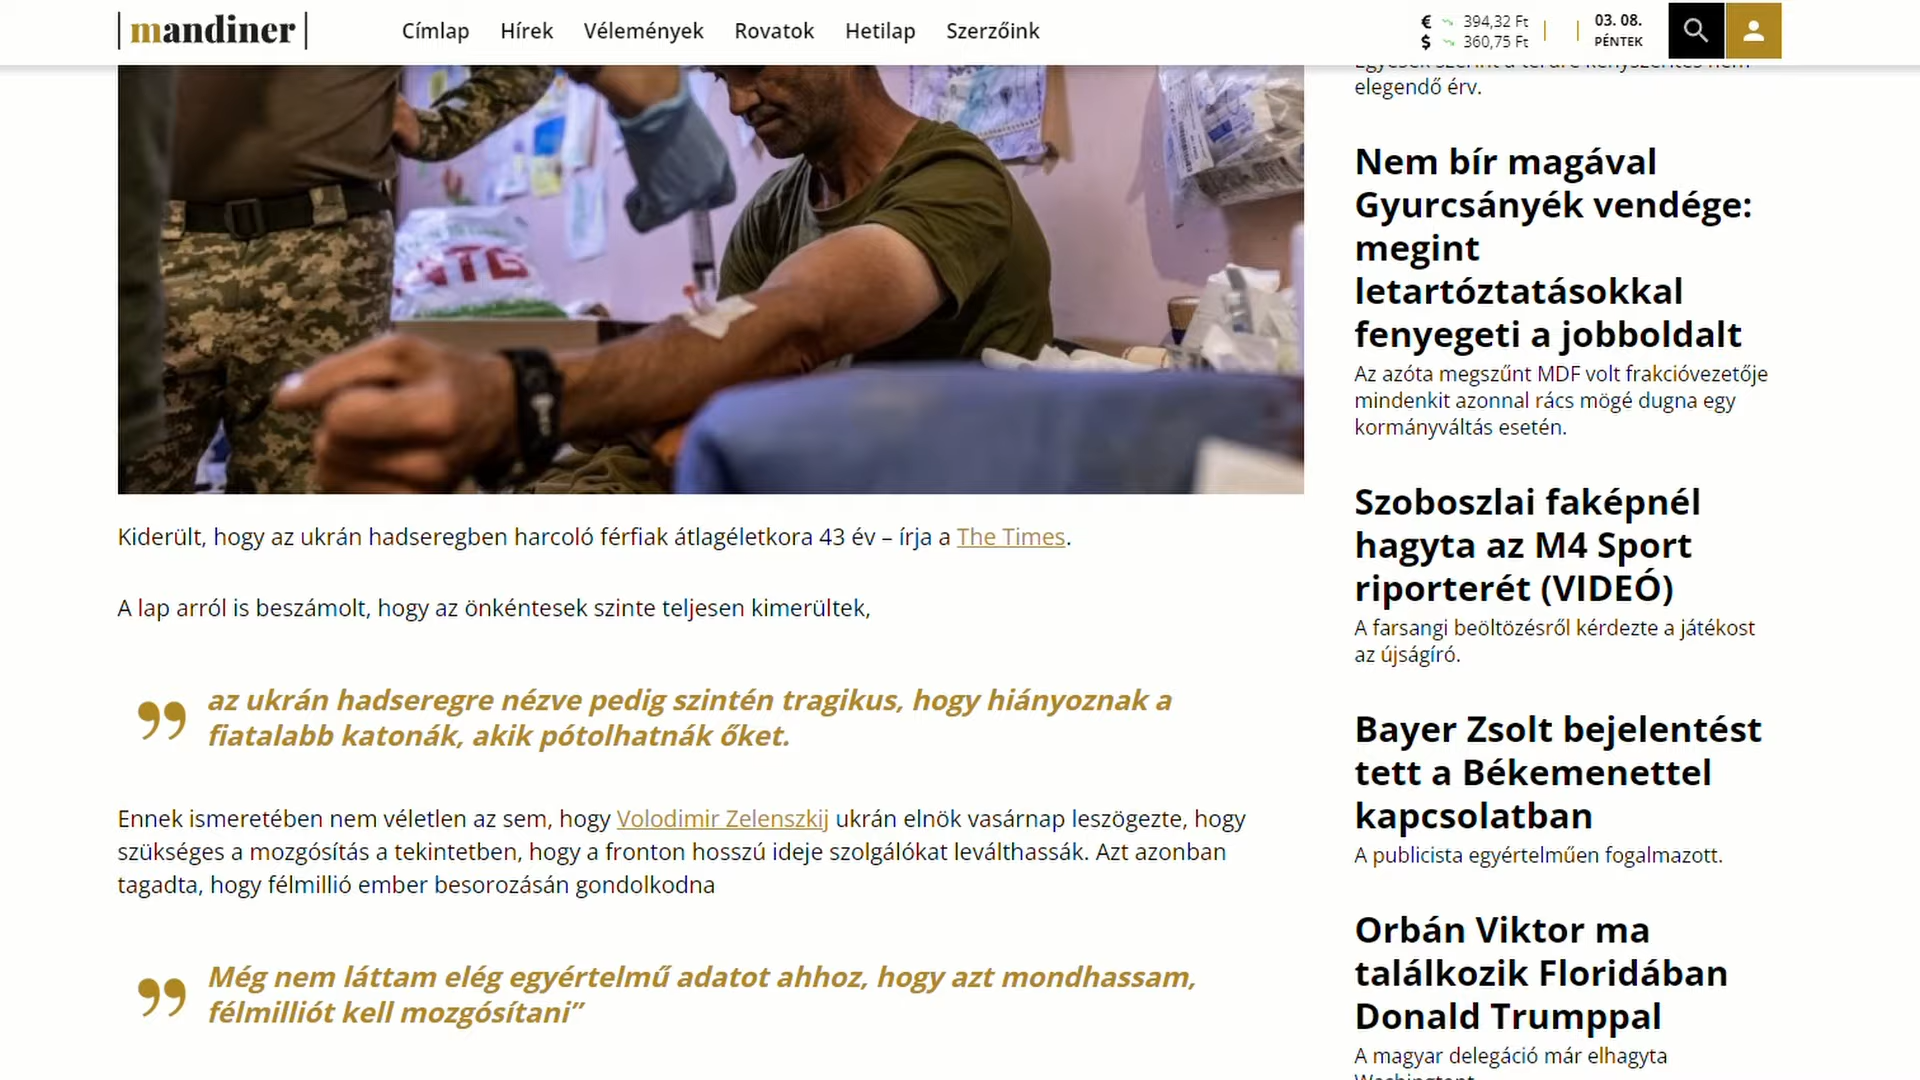 mandiner
Címlap Hírek Vélemények Rovatok Hetilap Szerzőink
€ 394,32 Ft
$ 360,75 Ft
03. 08.
PÉNTEK
NTG
Kiderült, hogy az ukrán hadseregben harcoló férfiak átlagéletkora 43 év – írja a The Times.
A lap arról is beszámolt, hogy az önkéntesek szinte teljesen kimerültek,
az ukrán hadseregre nézve pedig szintén tragikus, hogy hiányoznak a
fiatalabb katonák, akik pótolhatnák őket.
Ennek ismeretében nem véletlen az sem, hogy Volodimir Zelenszkij ukrán elnök vasárnap leszögezte, hogy
szükséges a mozgósítás a tekintetben, hogy a fronton hosszú ideje szolgálókat leválthassák. Azt azonban
tagadta, hogy félmillió ember besorozásán gondolkodna
Még nem láttam elég egyértelmű adatot ahhoz, hogy azt mondhassam,
félmilliót kell mozgósítani”
Egyesek szerint a térdre kényszerítés nem
elegendő érv.
Nem bír magával
Gyurcsányék vendége:
megint
letartóztatásokkal
fenyegeti a jobboldalt
Az azóta megszűnt MDF volt frakcióvezetője
mindenkit azonnal rács mögé dugna egy
kormányváltás esetén.
Szoboszlai faképnél
hagyta az M4 Sport
riporterét (VIDEÓ)
A farsangi beöltözésről kérdezte a játékost
az újságíró.
Bayer Zsolt bejelentést
tett a Békemenettel
kapcsolatban
A publicista egyértelműen fogalmazott.
Orbán Viktor ma
találkozik Floridában
Donald Trumppal
A magyar delegáció már elhagyta